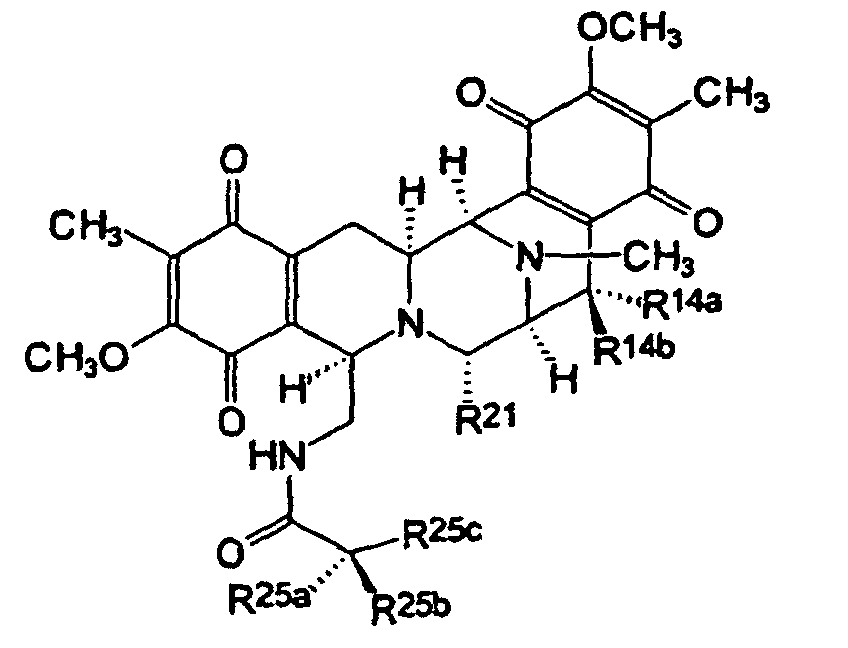 OCH3
O
CH3
H
O
H
O
CH3
N
CH3
R14a
N
R14b
CH3O
H
H
O
R21
HN
O
R25c
R25a
R25b